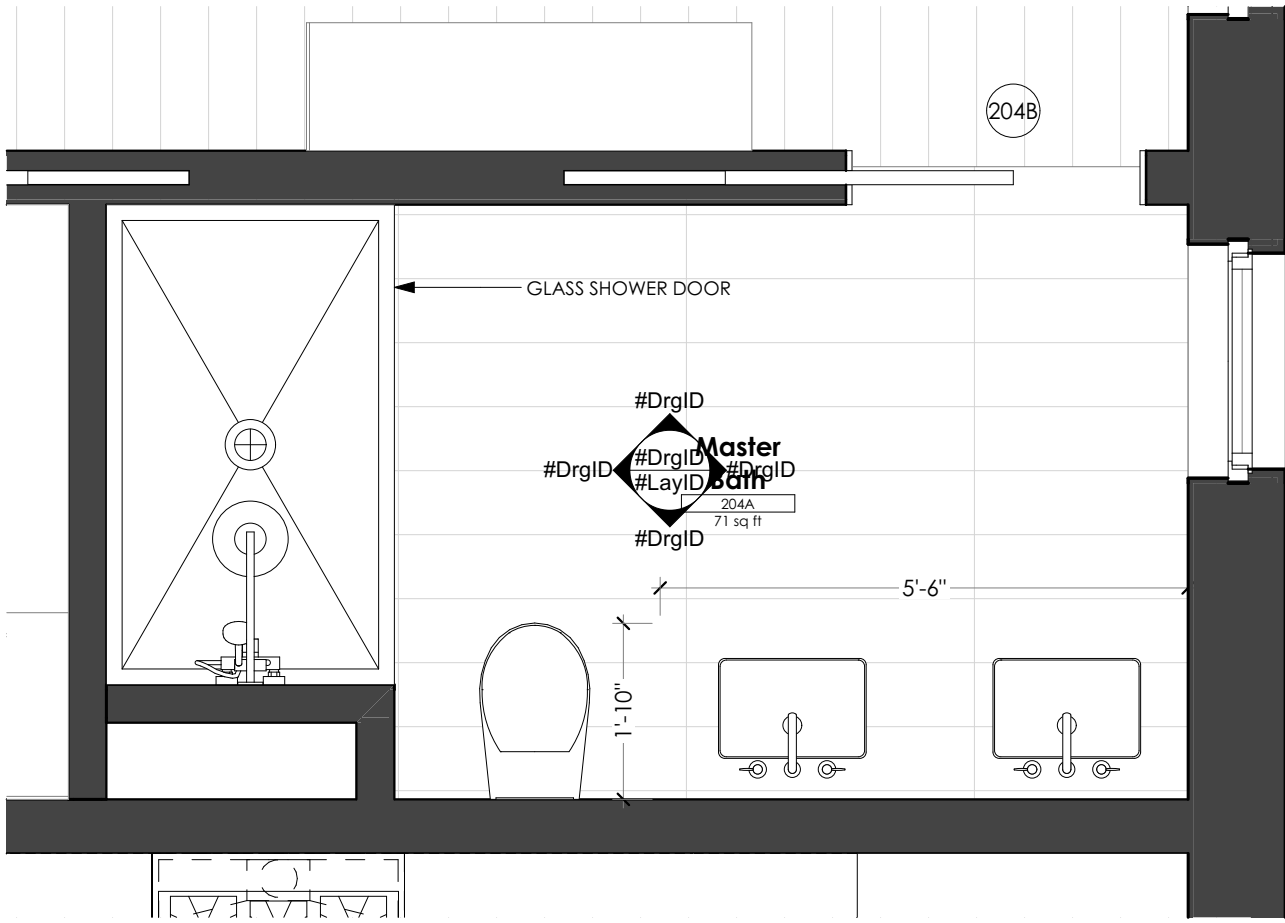 204B
GLASS SHOWER DOOR
#DrgID
#DrgID
#DrgID
#LayID
#DrgID
#DrgID
Master
Bath
204A
71 sq ft
5'-6"
1'-10"